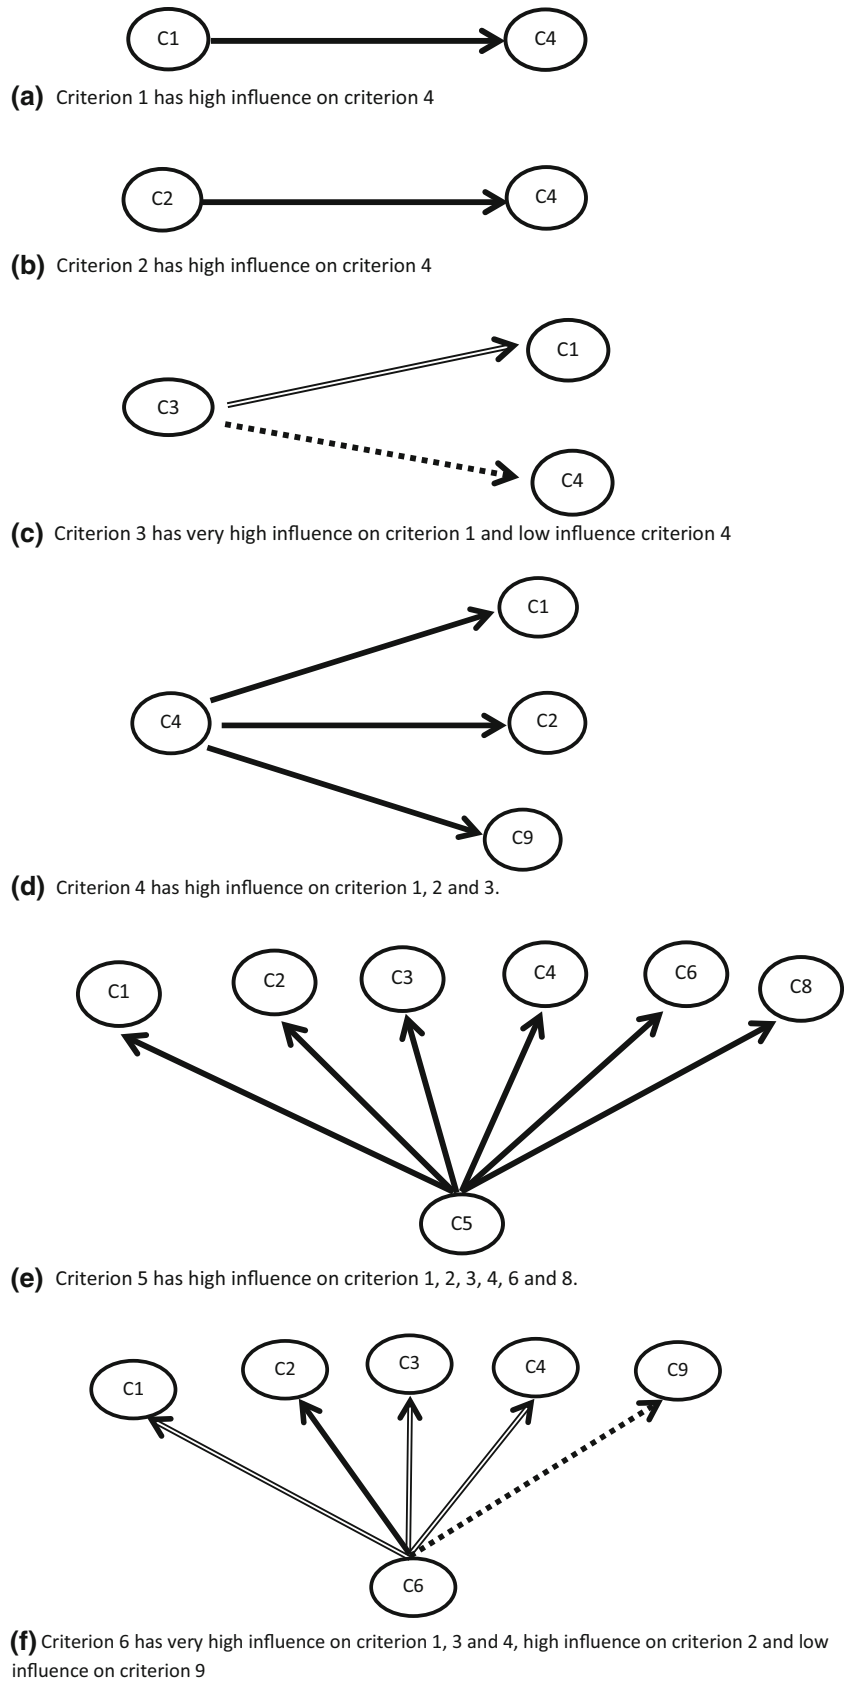 C1 C4
(a) Criterion 1 has high influence on criterion 4
C2 C4
(b) Criterion 2 has high influence on criterion 4
C1
C3
C4
(c) Criterion 3 has very high influence on criterion 1 and low influence criterion 4
C1
C4 C2
C9
(d) Criterion 4 has high influence on criterion 1, 2 and 3.
C1 C2 C3 C4 C6 C8
C5
(e) Criterion 5 has high influence on criterion 1, 2, 3, 4, 6 and 8.
C1 C2 C3 C4 C9
C6
(f) Criterion 6 has very high influence on criterion 1, 3 and 4, high influence on criterion 2 and low
influence on criterion 9